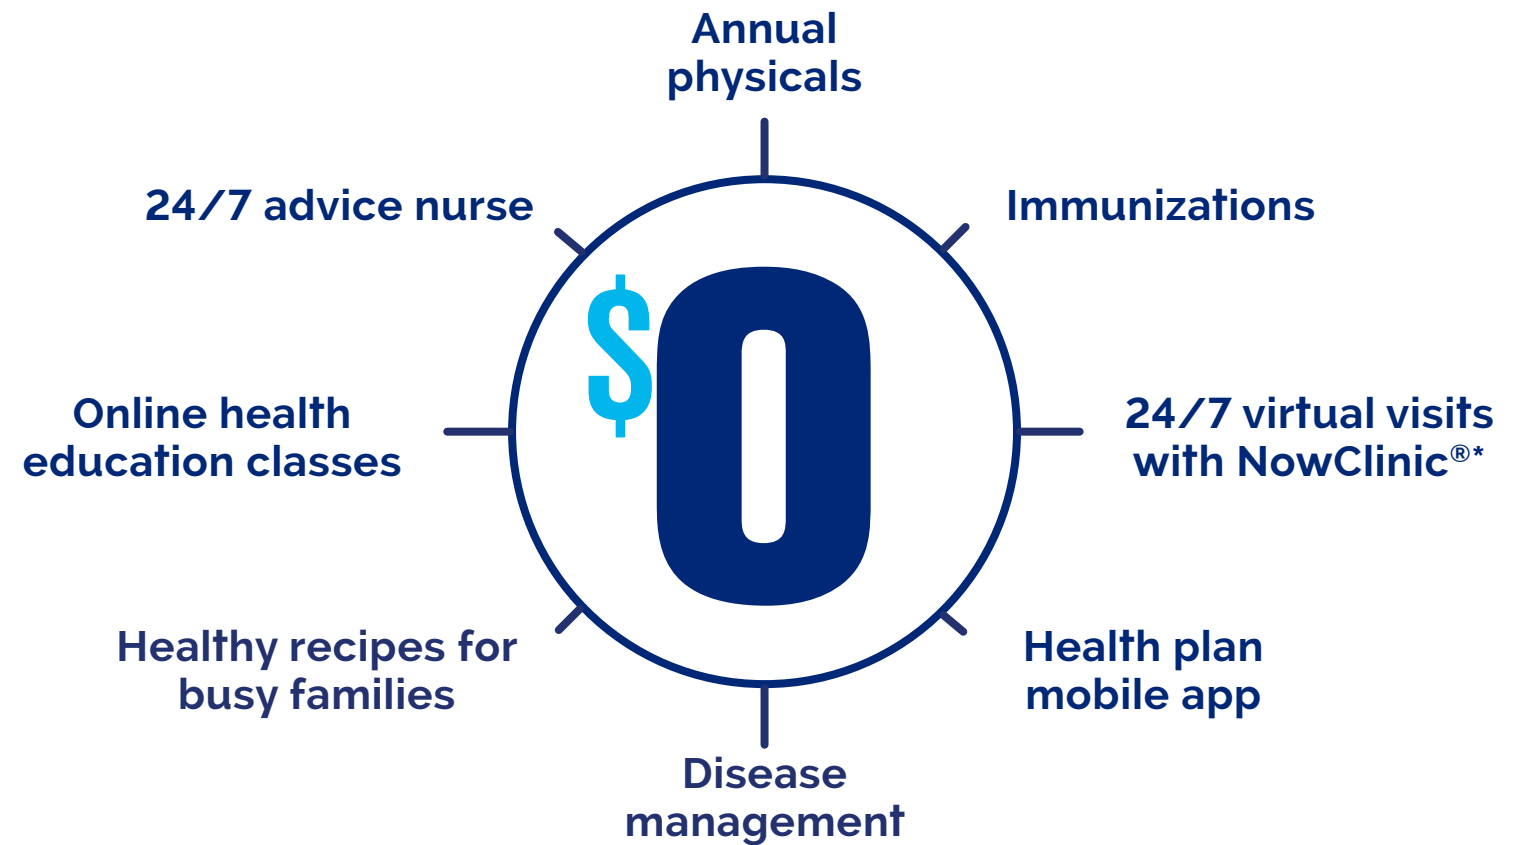 Annual
physicals
24/7 advice nurse
Immunizations
$0
Online health
education classes
24/7 virtual visits
with NowClinic®*
Healthy recipes for
busy families
Health plan
mobile app
Disease
management